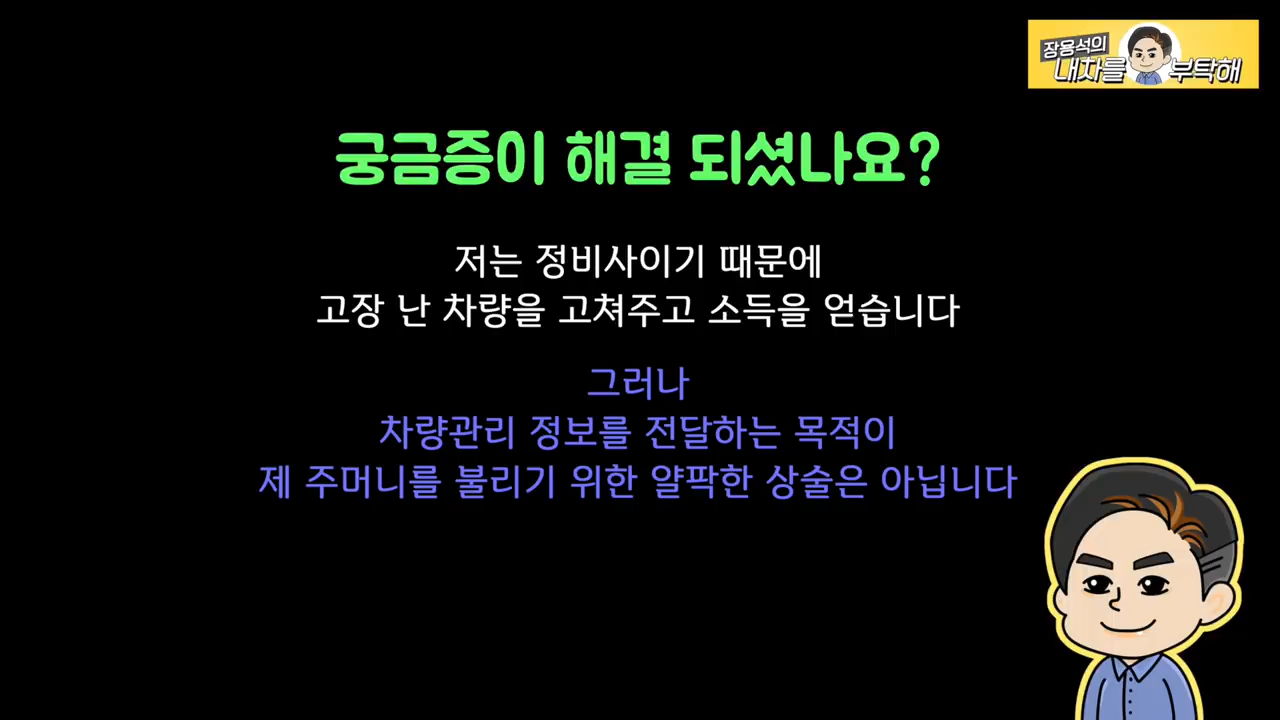 장용석의
내차를 부탁해
궁금증이 해결 되셨나요?
저는 정비사이기 때문에
고장 난 차량을 고쳐주고 소득을 얻습니다
그러나
차량관리 정보를 전달하는 목적이
제 주머니를 불리기 위한 얄팍한 상술은 아닙니다